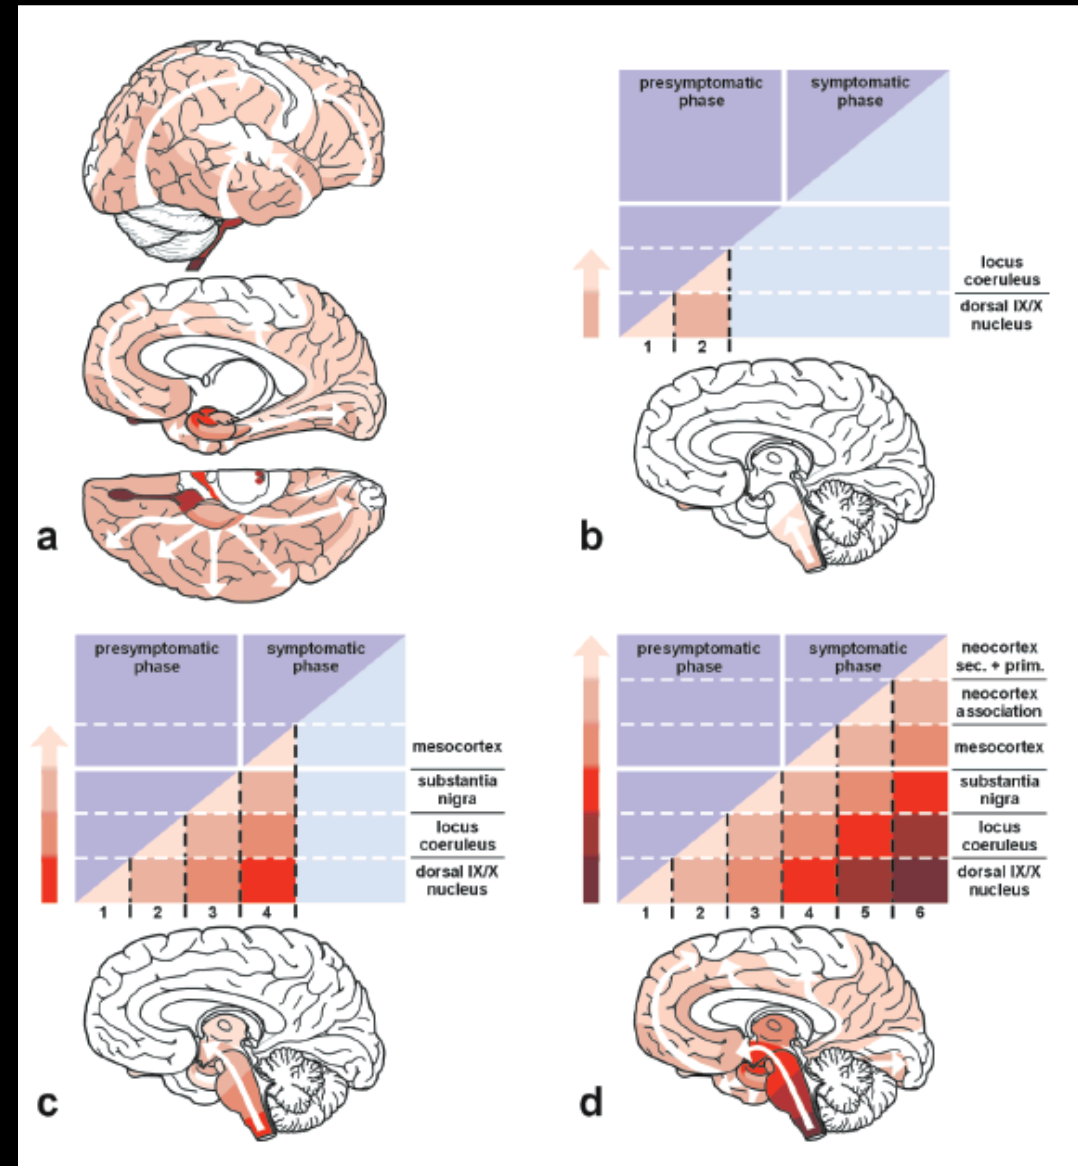 a
presymptomatic
phase
symptomatic
phase
locus
coeruleus
dorsal IX/X
nucleus
1
2
b
presymptomatic
phase
symptomatic
phase
mesocortex
substantia
nigra
locus
coeruleus
dorsal IX/X
nucleus
1
2
3
4
c
presymptomatic
phase
symptomatic
phase
neocortex
sec. + prim.
neocortex
association
mesocortex
substantia
nigra
locus
coeruleus
dorsal IX/X
nucleus
1
2
3
4
5
6
d